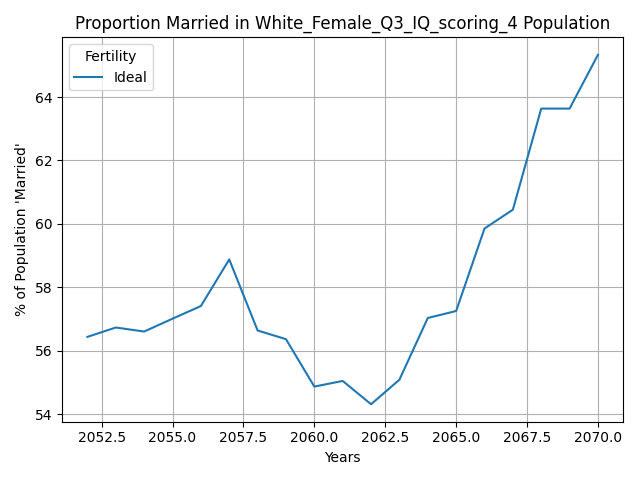 Proportion Married in White_Female_Q3_IQ_scoring_4 Population
Fertility
Ideal
% of Population 'Married'
64
62
60
58
56
54
2052.5 2055.0 2057.5 2060.0 2062.5 2065.0 2067.5 2070.0
Years